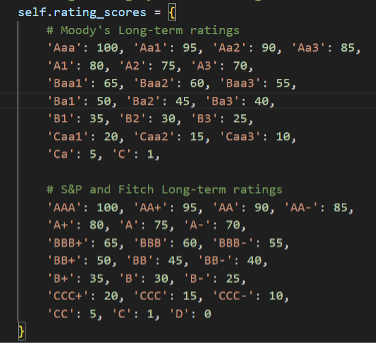 self.rating_scores = {
# Moody's Long-term ratings
'Aaa': 100, 'Aa1': 95, 'Aa2': 90, 'Aa3': 85,
'A1': 80, 'A2': 75, 'A3': 70,
'Baa1': 65, 'Baa2': 60, 'Baa3': 55,
'Ba1': 50, 'Ba2': 45, 'Ba3': 40,
'B1': 35, 'B2': 30, 'B3': 25,
'Caa1': 20, 'Caa2': 15, 'Caa3': 10,
'Ca': 5, 'C': 1,
# S&P and Fitch Long-term ratings
'AAA': 100, 'AA+': 95, 'AA': 90, 'AA-': 85,
'A+': 80, 'A': 75, 'A-': 70,
'BBB+': 65, 'BBB': 60, 'BBB-': 55,
'BB+': 50, 'BB': 45, 'BB-': 40,
'B+': 35, 'B': 30, 'B-': 25,
'CCC+': 20, 'CCC': 15, 'CCC-': 10,
'CC': 5, 'C': 1, 'D': 0
}